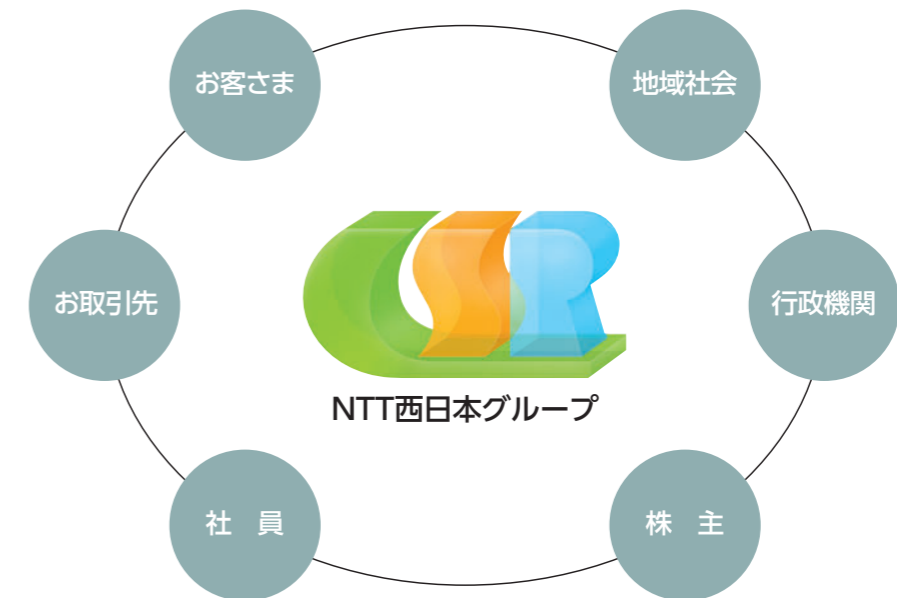 お客さま
地域社会
お取引先
CSR
行政機関
NTT西日本グループ
社　員
株　主